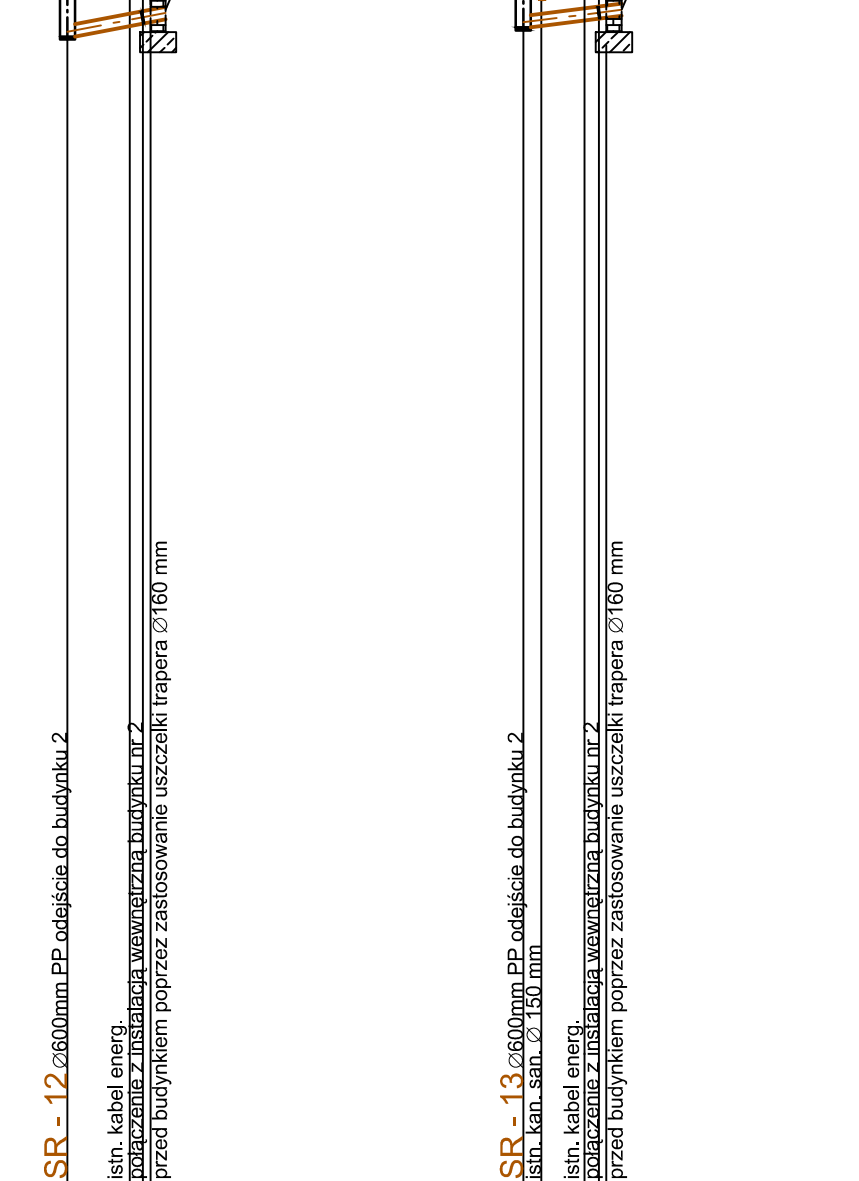 SR - 12 Ø600mm PP odejście do budynku 2
istn. kabel energ.
połączenie z instalacją wewnętrzną budynku nr 2
przed budynkiem poprzez zastosowanie uszczelki trapera Ø160 mm
SR - 13 Ø600mm PP odejście do budynku 2
istn. kan. san. Ø 150 mm
istn. kabel energ.
połączenie z instalacją wewnętrzną budynku nr 2
przed budynkiem poprzez zastosowanie uszczelki trapera Ø160 mm